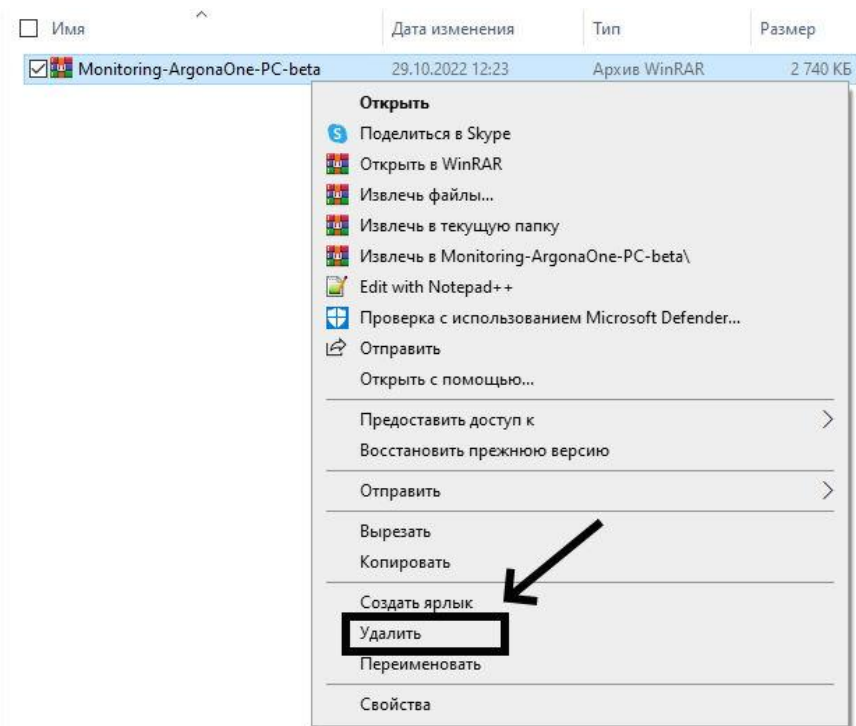 Имя Дата изменения Тип Размер
Monitoring-ArgonaOne-PC-beta 29.10.2022 12:23 Архив WinRAR 2 740 КБ
Открыть
Поделиться в Skype
Открыть в WinRAR
Извлечь файлы...
Извлечь в текущую папку
Извлечь в Monitoring-ArgonaOne-PC-beta\
Edit with Notepad++
Проверка с использованием Microsoft Defender...
Отправить
Открыть с помощью...
Предоставить доступ к
Восстановить прежнюю версию
Отправить
Вырезать
Копировать
Создать ярлык
Удалить
Переименовать
Свойства